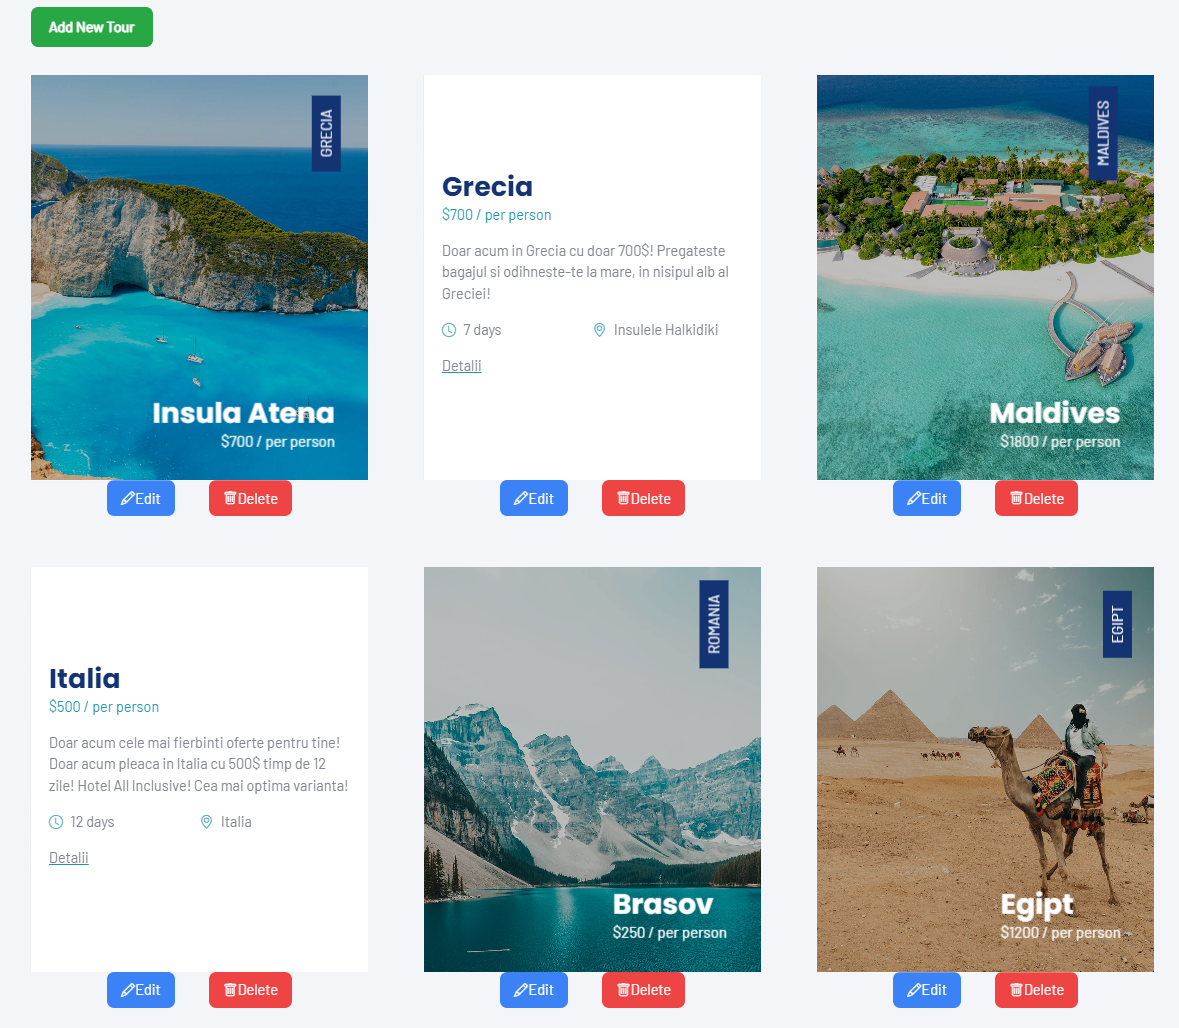 Add New Tour
GRECIA
Insula Atena
$700 / per person
Edit
Delete
Grecia
$700 / per person
Doar acum in Grecia cu doar 700$! Pregateste
bagajul si odihneste-te la mare, in nisipul alb al
Greciei!
7 days
Insulele Halkidiki
Detalii
Edit
Delete
MALDIVES
Maldives
$1800 / per person
Edit
Delete
Italia
$500 / per person
Doar acum cele mai fierbinti oferte pentru tine!
Doar acum pleaca in Italia cu 500$ timp de 12
zile! Hotel All Inclusive! Cea mai optima varianta!
12 days
Italia
Detalii
Edit
Delete
ROMANIA
Brasov
$250 / per person
Edit
Delete
EGIPT
Egipt
$1200 / per person
Edit
Delete